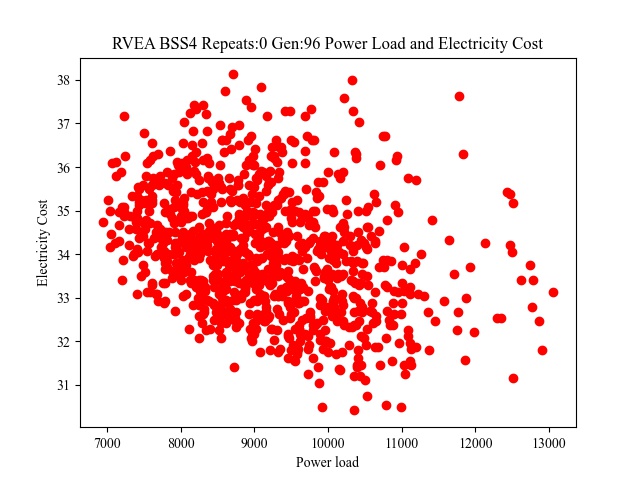 RVEA BSS4 Repeats:0 Gen:96 Power Load and Electricity Cost
38
37
36
35
34
33
32
31
Electricity Cost
7000 8000 9000 10000 11000 12000 13000
Power load